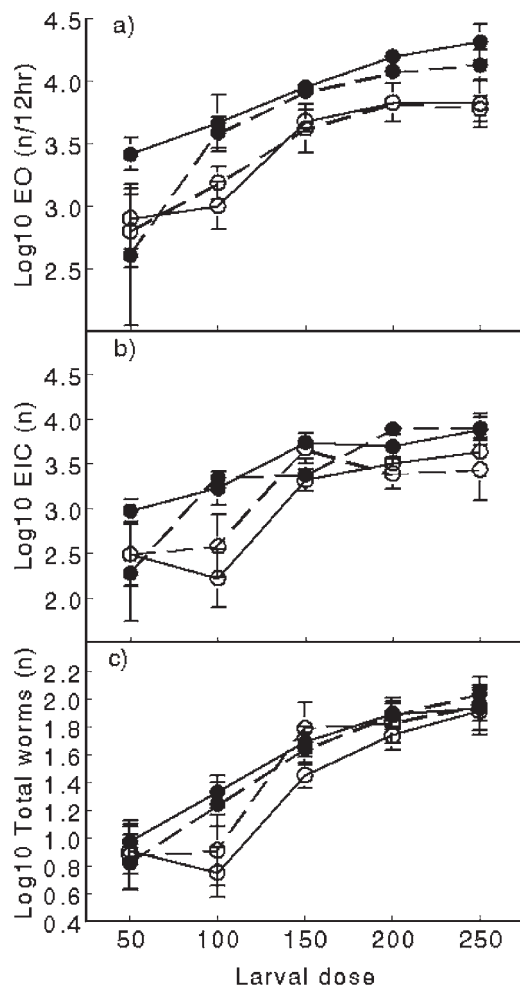 a)
Log10 EO (n/12hr)
4.5
4.0
3.5
3.0
2.5
b)
Log10 EIC (n)
4.5
4.0
3.5
3.0
2.5
2.0
c)
Log10 Total worms (n)
2.2
2.0
1.8
1.6
1.4
1.2
1.0
0.8
0.6
0.4
50 100 150 200 250
Larval dose